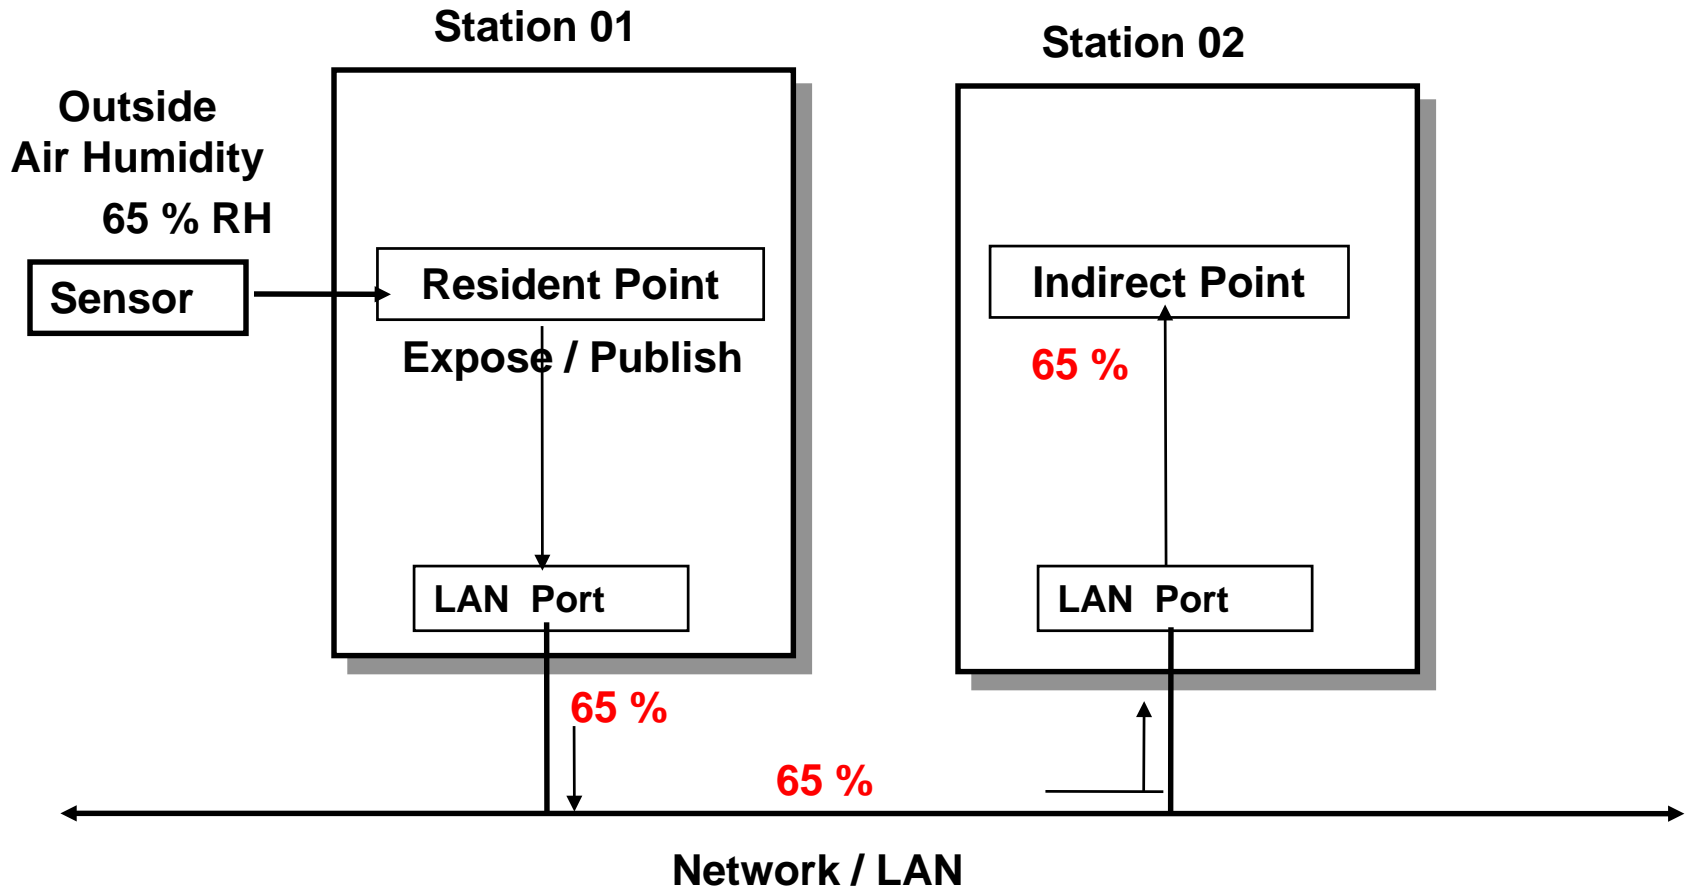 Station 01
Station 02
Outside
Air Humidity
65 % RH
Sensor
Resident Point
Indirect Point
Expose / Publish
65 %
LAN Port
LAN Port
65 %
65 %
Network / LAN